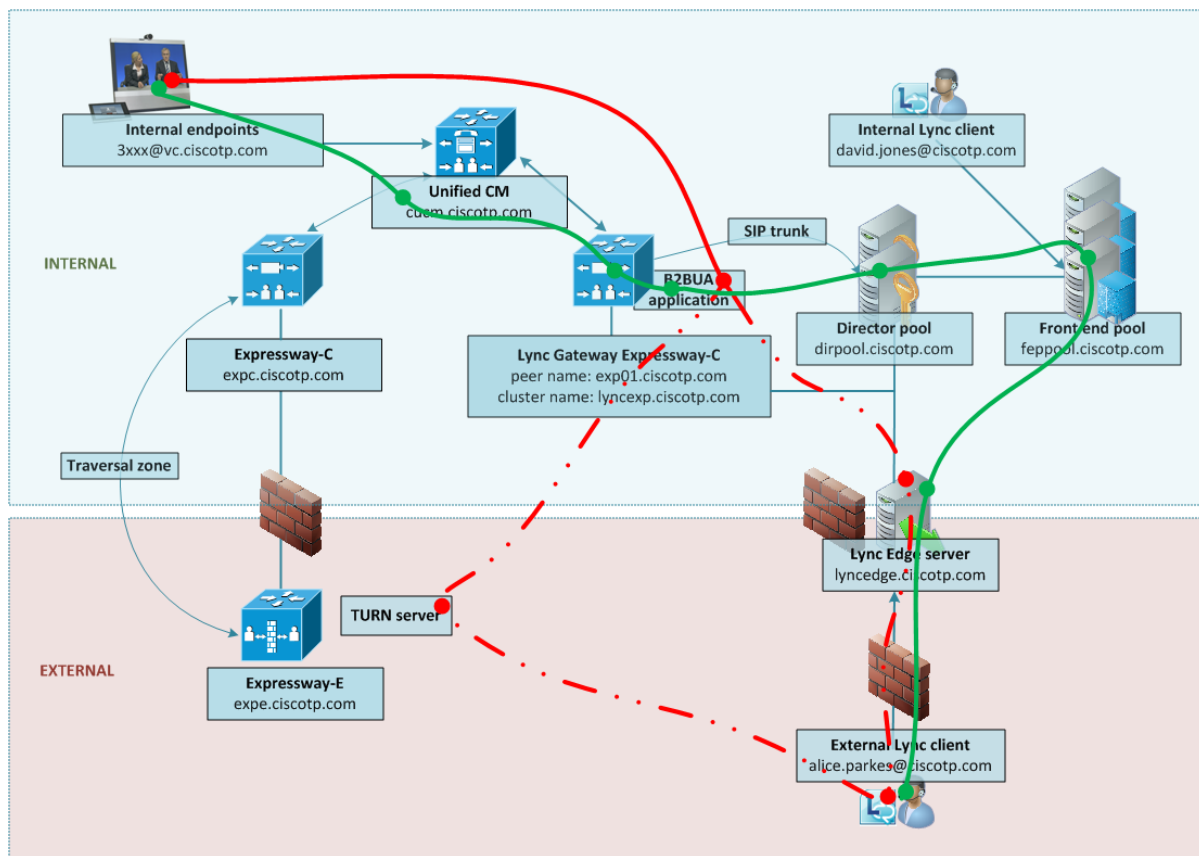 Internal endpoints
3xxx@vc.ciscotp.com
Internal Lync client
david.jones@ciscotp.com
Unified CM
cucm.ciscotp.com
SIP trunk
INTERNAL
B2BUA
application
Director pool
dirpool.ciscotp.com
Front end pool
feppool.ciscotp.com
Expressway-C
expc.ciscotp.com
Lync Gateway Expressway-C
peer name: exp01.ciscotp.com
cluster name: lyncexp.ciscotp.com
Traversal zone
Lync Edge server
lyncedge.ciscotp.com
TURN server
EXTERNAL
Expressway-E
expe.ciscotp.com
External Lync client
alice.parkes@ciscotp.com